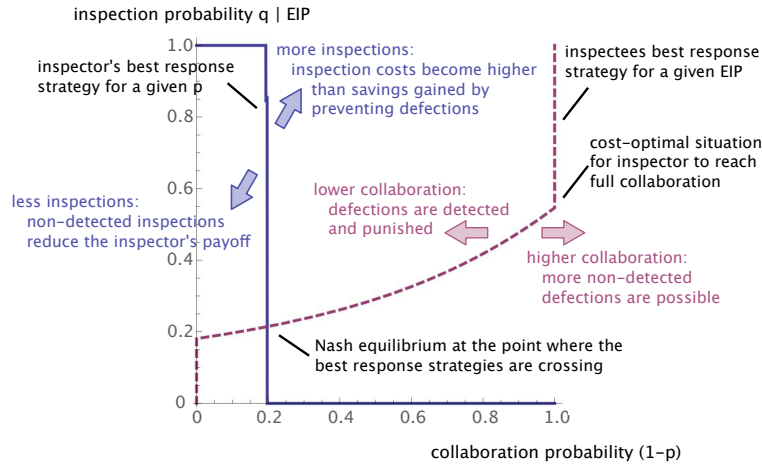 inspection probability q | EIP
1.0
more inspections:
inspection costs become higher
than savings gained by
preventing defections
inspector's best response
strategy for a given p
inspectees best response
strategy for a given EIP
0.8
cost-optimal situation
for inspector to reach
full collaboration
0.6
less inspections:
non-detected inspections
reduce the inspector's payoff
lower collaboration:
defections are detected
and punished
higher collaboration:
more non-detected
defections are possible
0.4
0.2
Nash equilibrium at the point where the
best response strategies are crossing
0
0
0.2
0.4
0.6
0.8
1.0
collaboration probability (1-p)